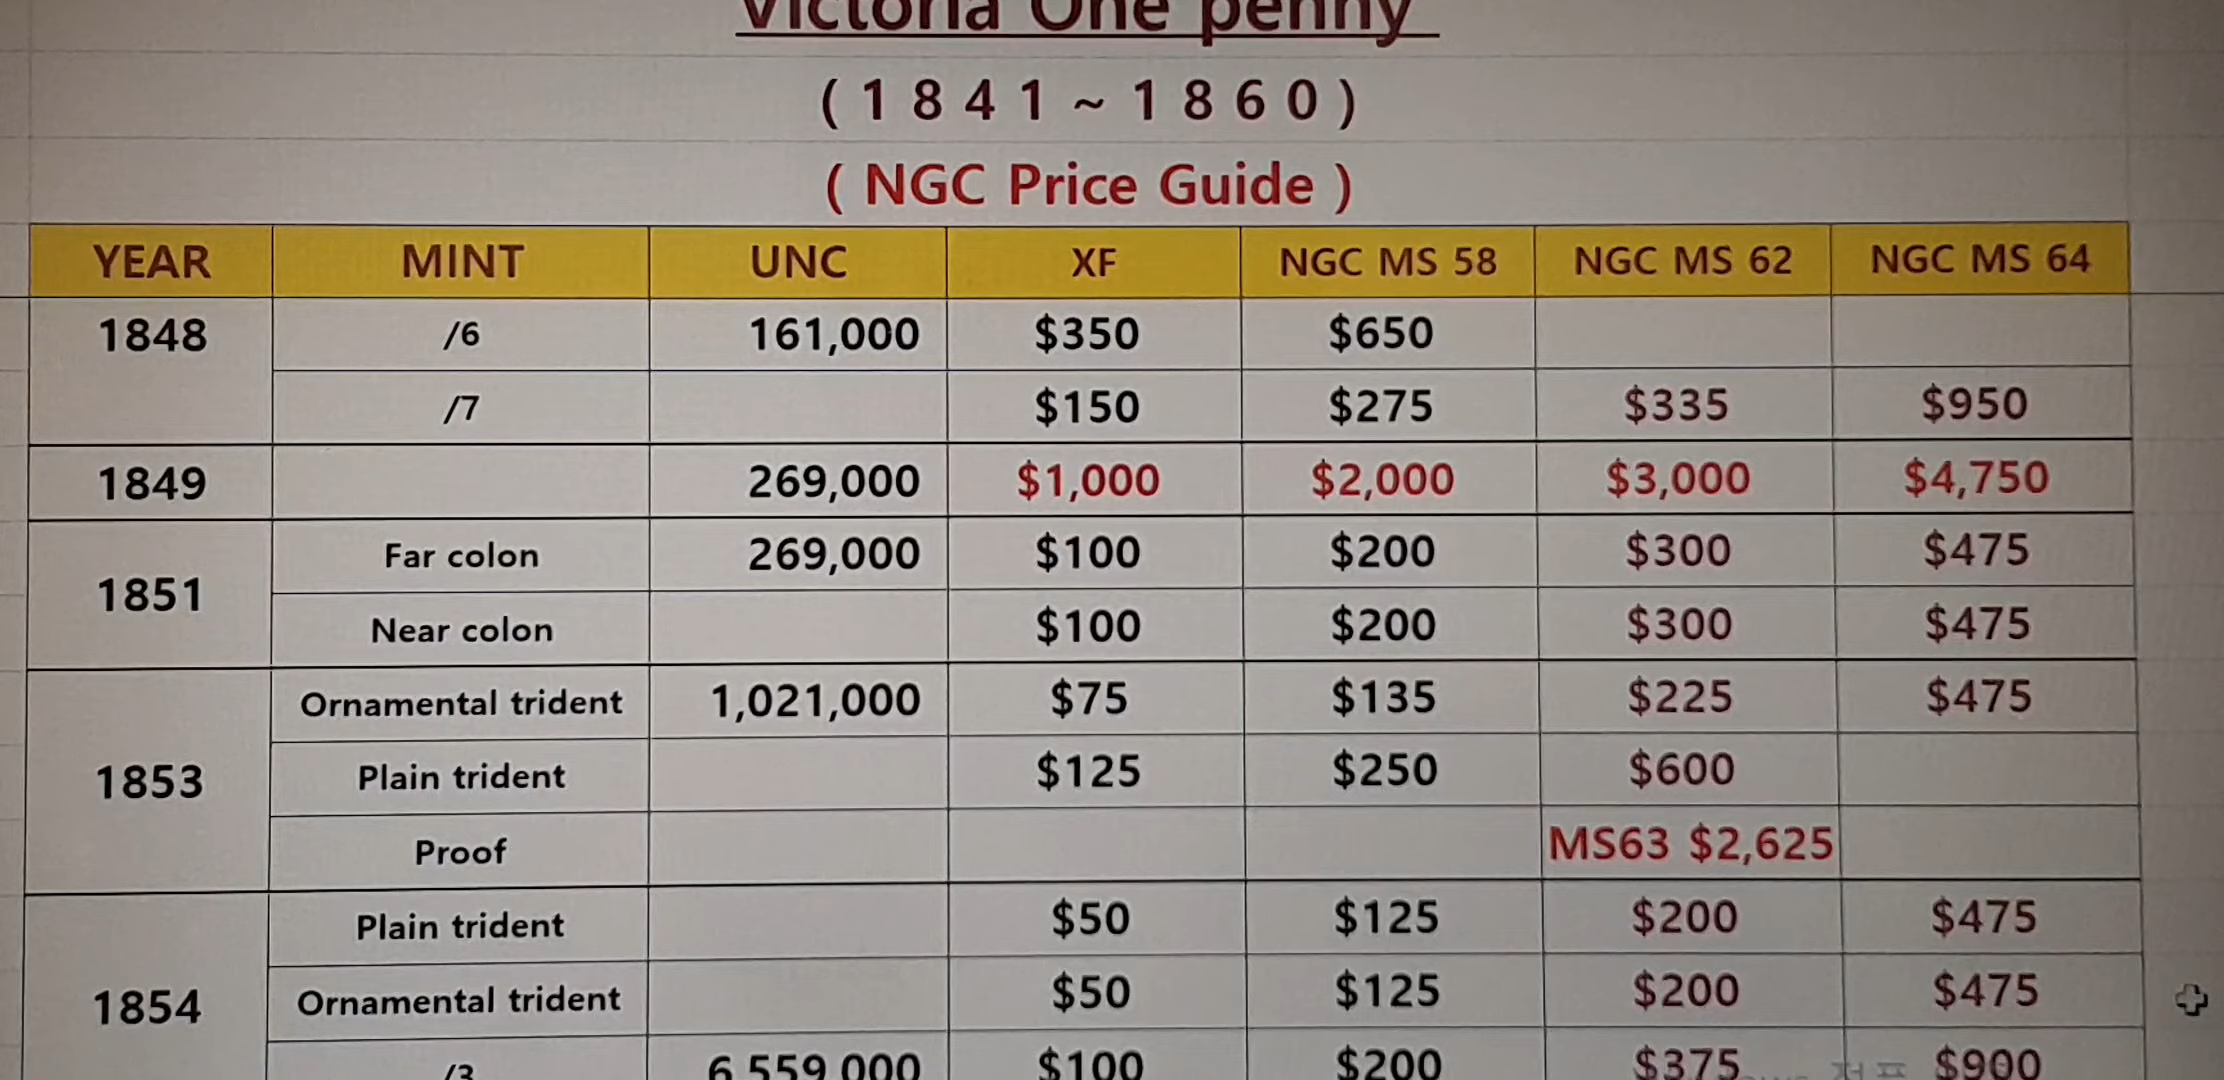 Victoria One penny
( 1 8 4 1 ~ 1 8 6 0 )
( NGC Price Guide )
YEAR MINT UNC XF NGC MS 58 NGC MS 62 NGC MS 64
1848 /6 161,000 $350 $650
/7 $150 $275 $335 $950
1849 269,000 $1,000 $2,000 $3,000 $4,750
1851 Far colon 269,000 $100 $200 $300 $475
Near colon $100 $200 $300 $475
1853 Ornamental trident 1,021,000 $75 $135 $225 $475
Plain trident $125 $250 $600
Proof MS63 $2,625
1854 Plain trident $50 $125 $200 $475
Ornamental trident $50 $125 $200 $475
/3 6,559,000 $100 $200 $375 $900